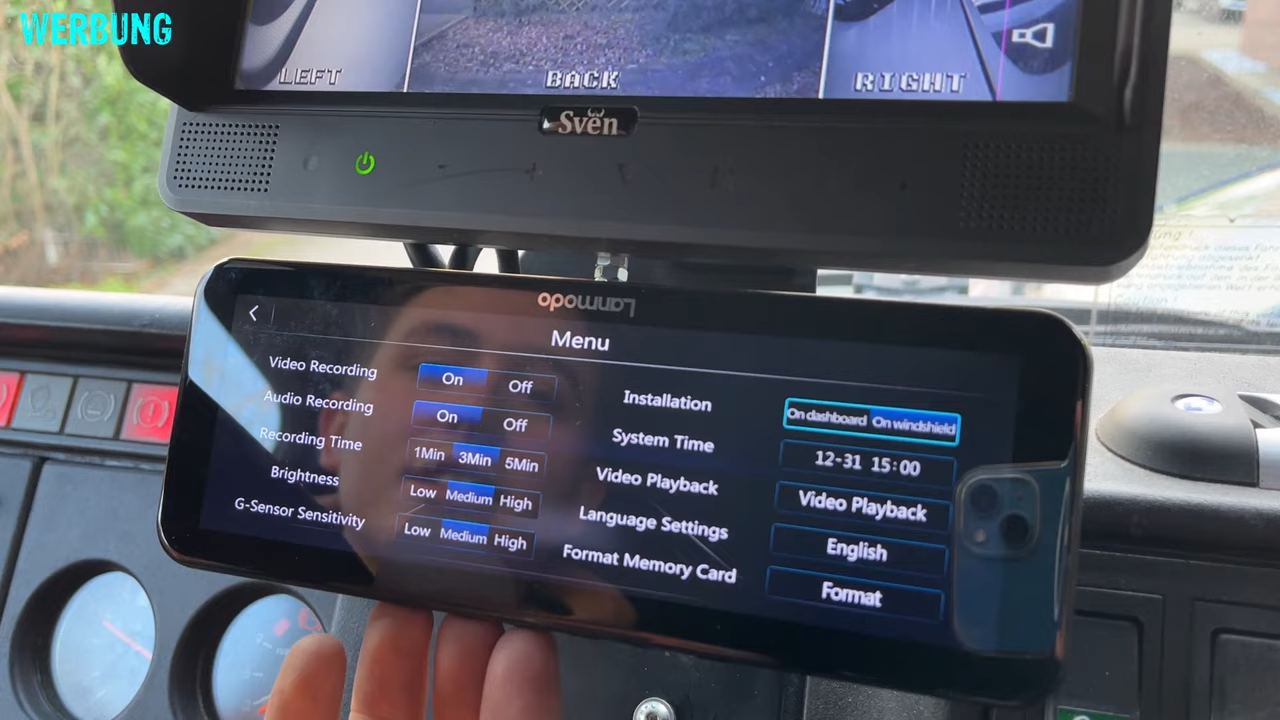 WERBUNG
LEFT
BACK
RIGHT
Svën
Lanmodo
Menu
Video Recording On Off
Audio Recording On Off
Recording Time 1Min 3Min 5Min
Brightness Low Medium High
G-Sensor Sensitivity Low Medium High
Installation On dashboard On windshield
System Time 12-31 15:00
Video Playback Video Playback
Language Settings English
Format Memory Card Format